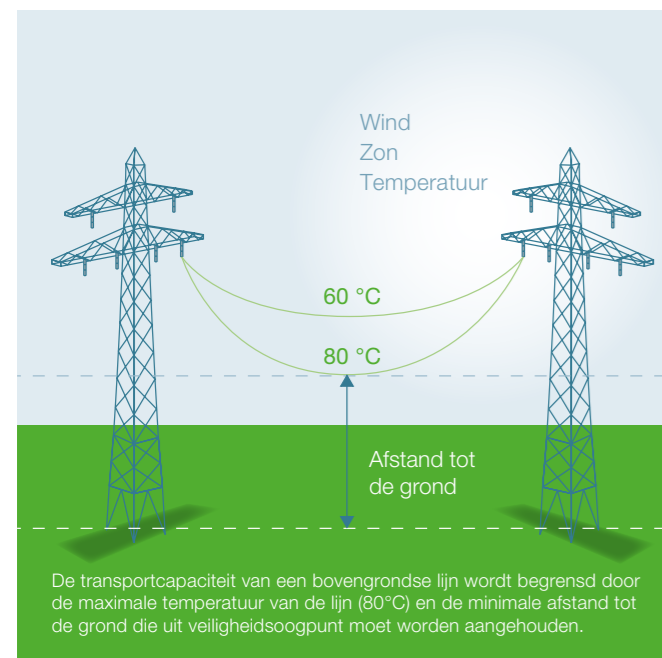 Wind
Zon
Temperatuur
60 °C
80 °C
Afstand tot
de grond
De transportcapaciteit van een bovengrondse lijn wordt begrensd door
de maximale temperatuur van de lijn (80°C) en de minimale afstand tot
de grond die uit veiligheidsoogpunt moet worden aangehouden.